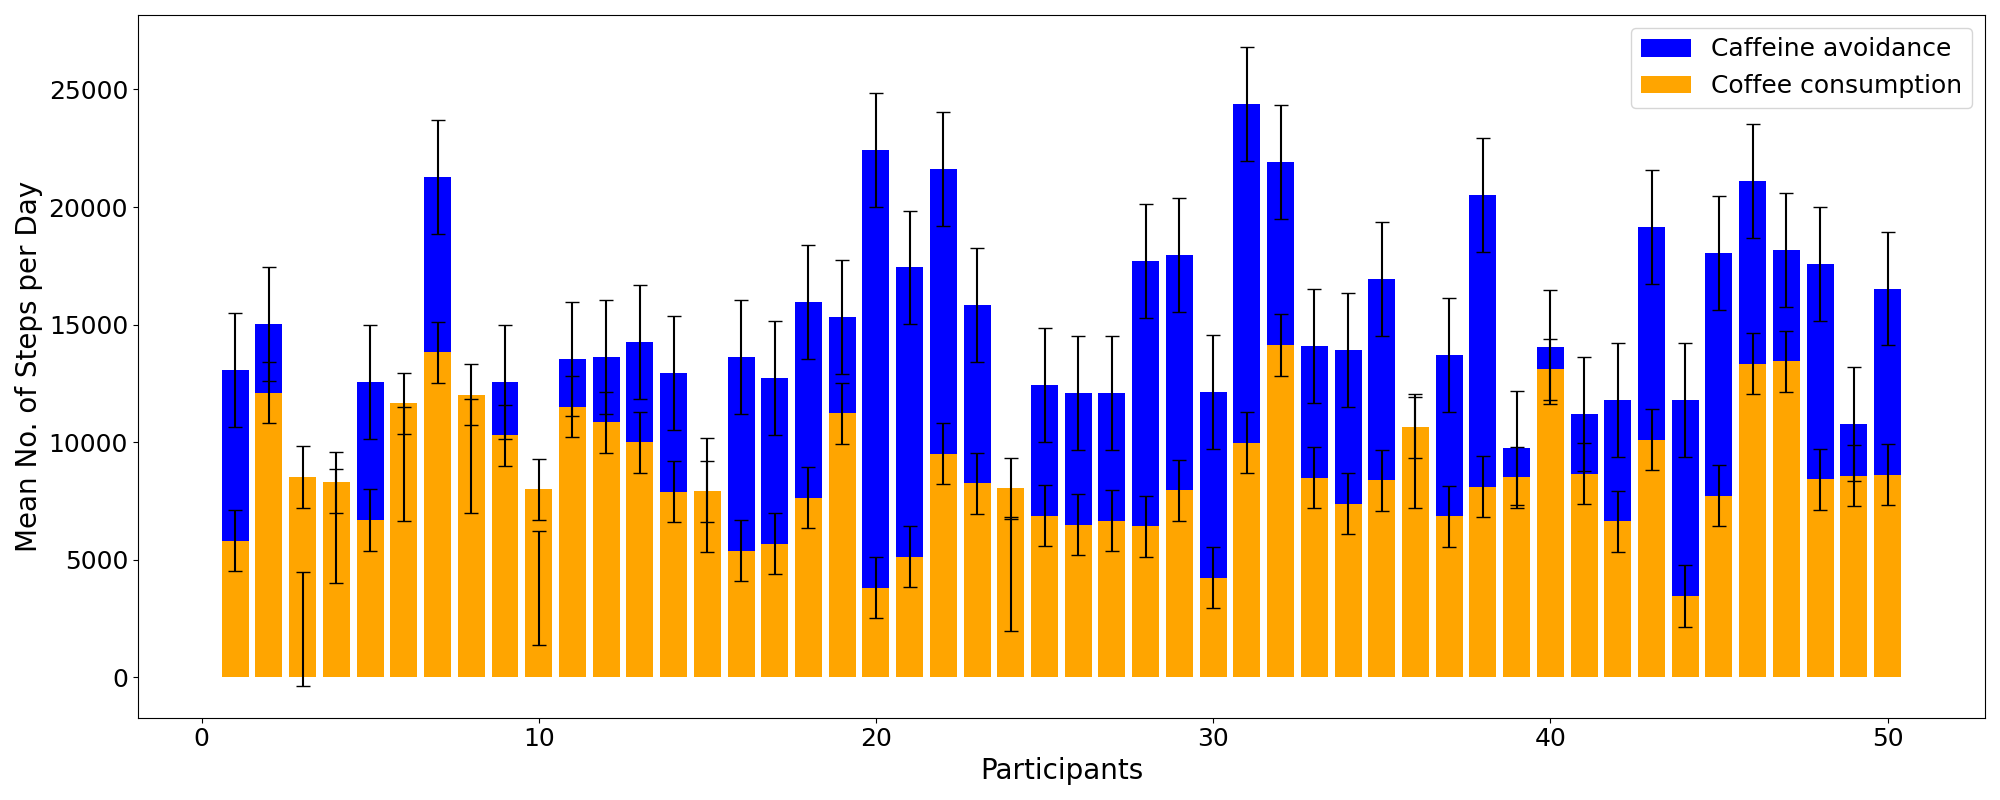 Caffeine avoidance
Coffee consumption
Mean No. of Steps per Day
25000
20000
15000
10000
5000
0
0 10 20 30 40 50
Participants